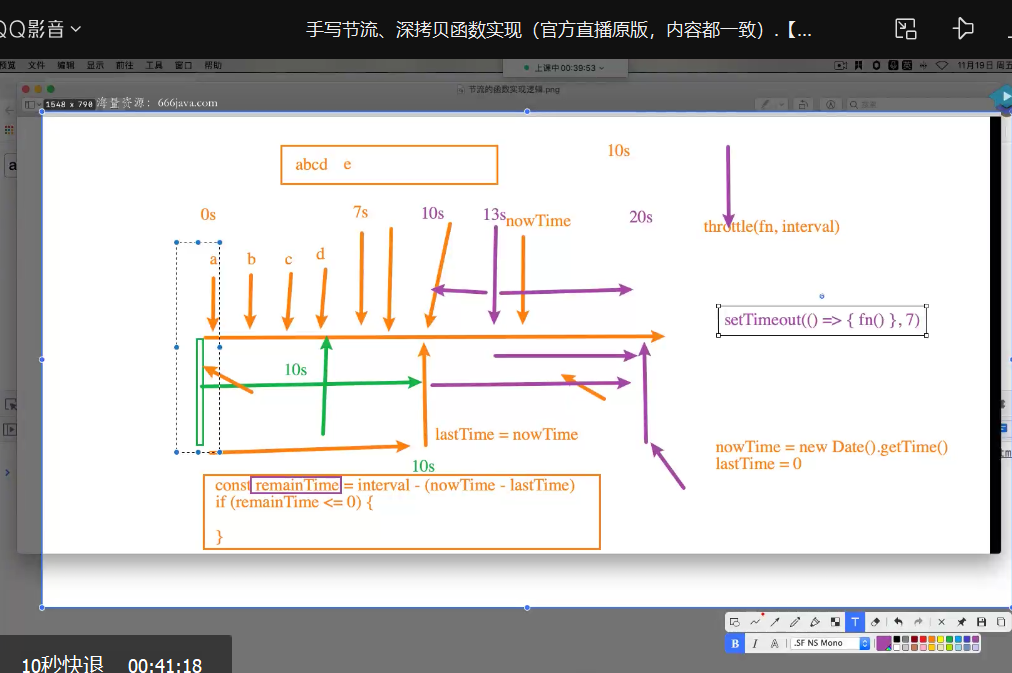 QQ影音
手写节流、深拷贝函数实现（官方直播原版，内容都一致）.【...
预览 文件 编辑 显示 前往 工具 窗口 帮助
上课中00:39:53
11月19日 周五
1548 x 790
海量资源：666java.com
节流的函数实现逻辑.png
搜索
abcd e
10s
0s
7s
10s
13s
nowTime
20s
throttle(fn, interval)
a
b
c
d
setTimeout(() => { fn() }, 7)
10s
lastTime = nowTime
nowTime = new Date().getTime()
lastTime = 0
10s
const remainTime = interval - (nowTime - lastTime)
if (remainTime <= 0) {
}
T
B I A .SF NS Mono
10秒快退 00:41:18